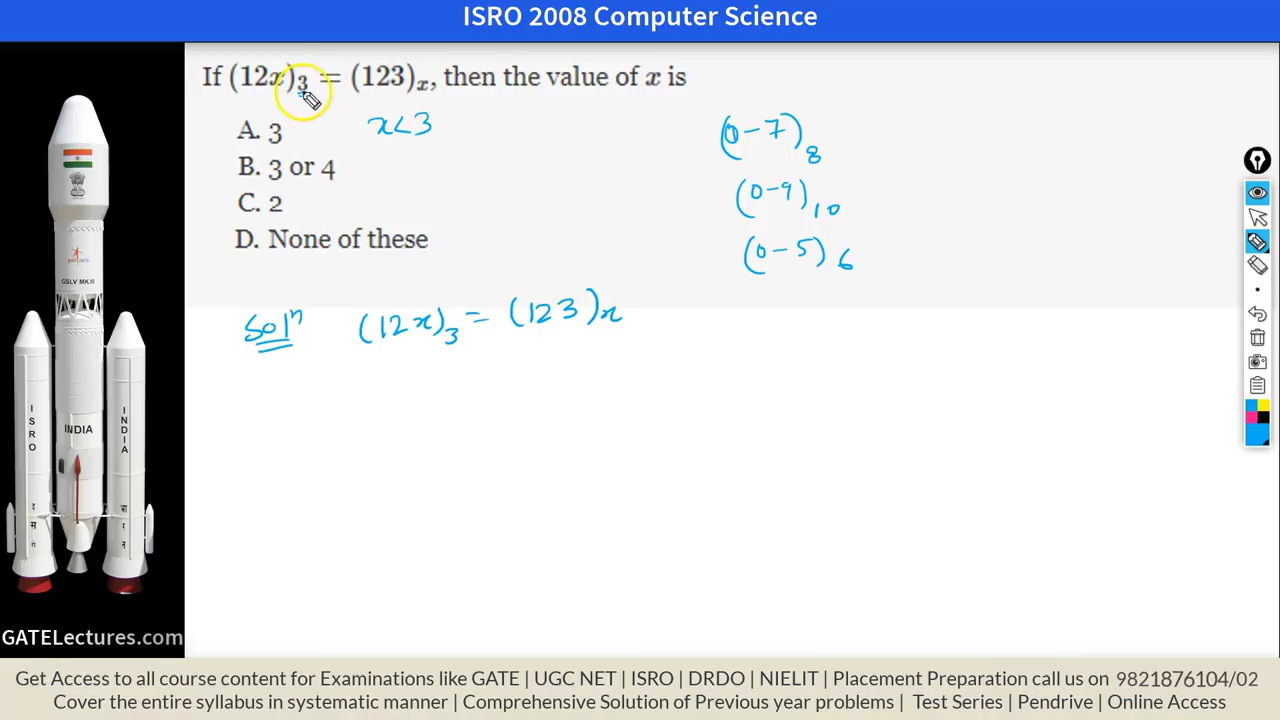 ISRO 2008 Computer Science
If (12x)₃ = (123)ₓ, then the value of x is
A. 3
B. 3 or 4
C. 2
D. None of these
x<3
(0-7)₈
(0-9)₁₀
(0-5)₆
Solⁿ (12x)₃ = (123)ₓ
GSLV MKIII
ISRO
INDIA
INDIA
GATELectures.com
Get Access to all course content for Examinations like GATE | UGC NET | ISRO | DRDO | NIELIT | Placement Preparation call us on 9821876104/02
Cover the entire syllabus in systematic manner | Comprehensive Solution of Previous year problems | Test Series | Pendrive | Online Access